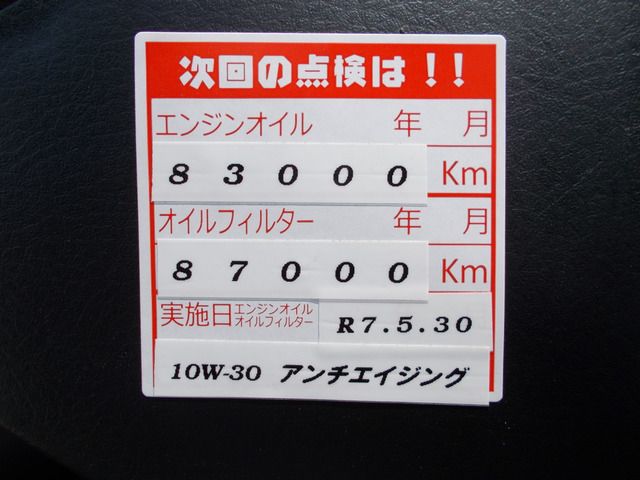 次回の点検は!!
エンジンオイル 年 月
83000 Km
オイルフィルター 年 月
87000 Km
実施日 エンジンオイル
オイルフィルター R7.5.30
10W-30 アンチエイジング